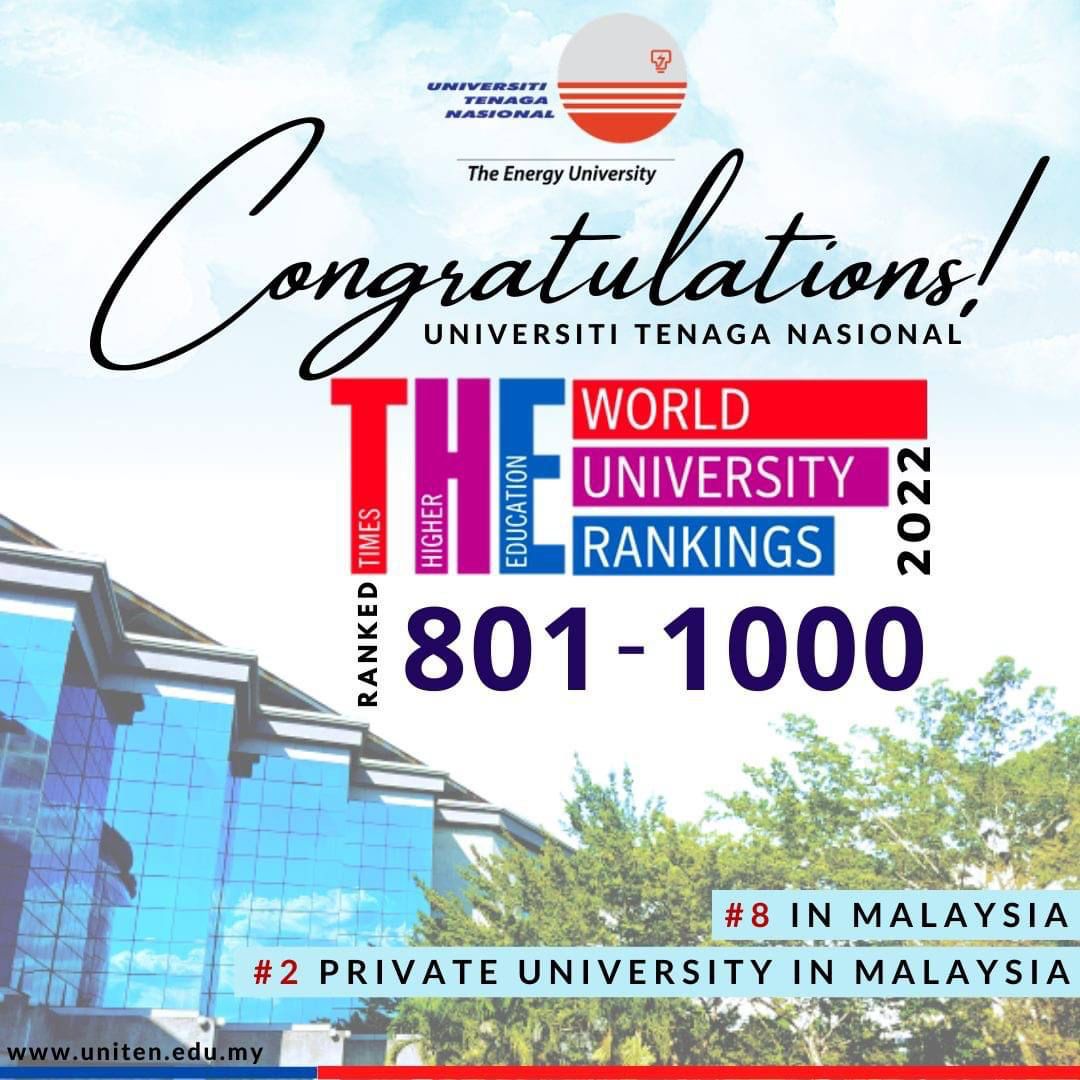 UNIVERSITI
TENAGA
NASIONAL
The Energy University
Congratulations!
UNIVERSITI TENAGA NASIONAL
THE
TIMES
HIGHER
EDUCATION
WORLD
UNIVERSITY
RANKINGS
2022
RANKED
801-1000
#8 IN MALAYSIA
#2 PRIVATE UNIVERSITY IN MALAYSIA
www.uniten.edu.my